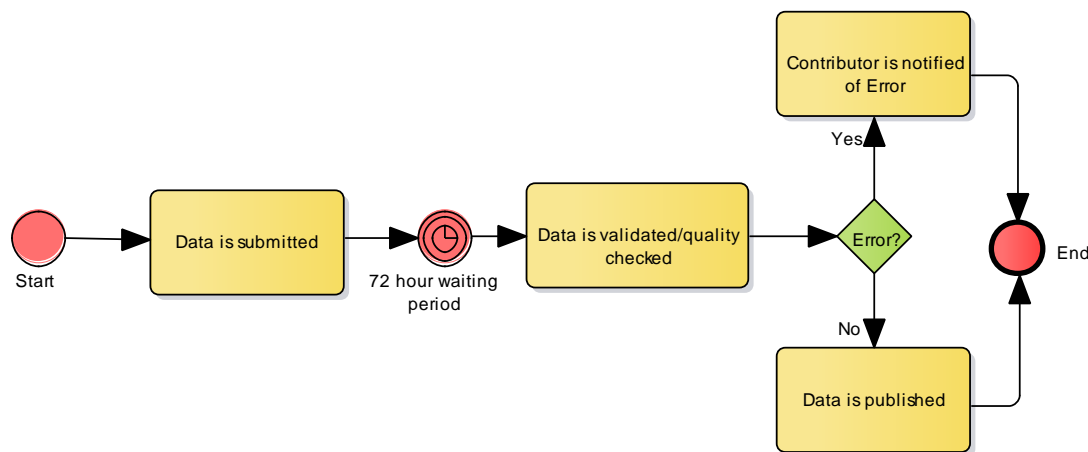 Start
Data is submitted
72 hour waiting
period
Data is validated/quality
checked
Error?
Yes
Contributor is notified
of Error
No
Data is published
End